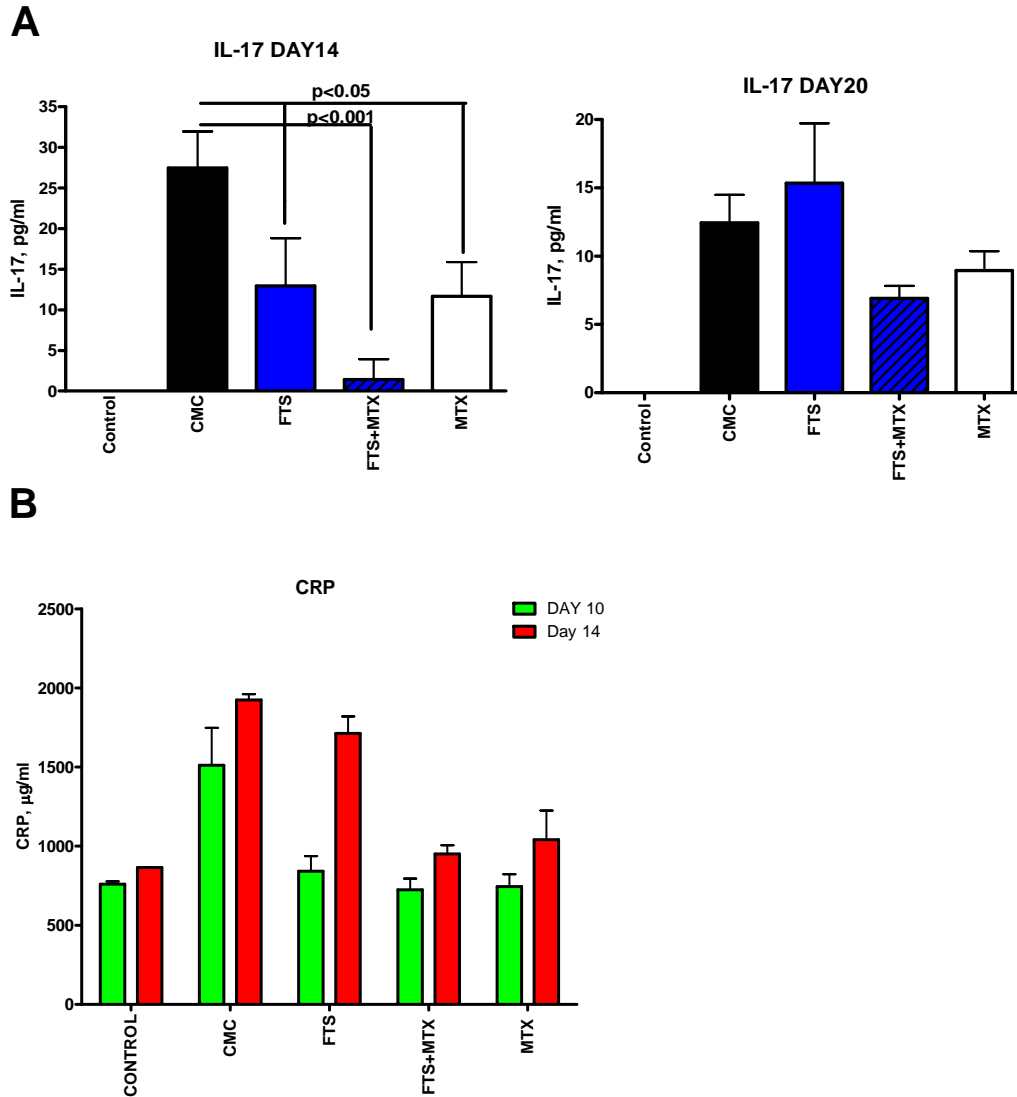 A
IL-17 DAY14
p<0.05
p<0.001
35
30
25
20
15
10
5
0
IL-17, pg/ml
Control
CMC
FTS
FTS+MTX
MTX
IL-17 DAY20
20
15
10
5
0
IL-17, pg/ml
Control
CMC
FTS
FTS+MTX
MTX
B
CRP
DAY 10
Day 14
2500
2000
1500
1000
500
0
CRP, µg/ml
CONTROL
CMC
FTS
FTS+MTX
MTX